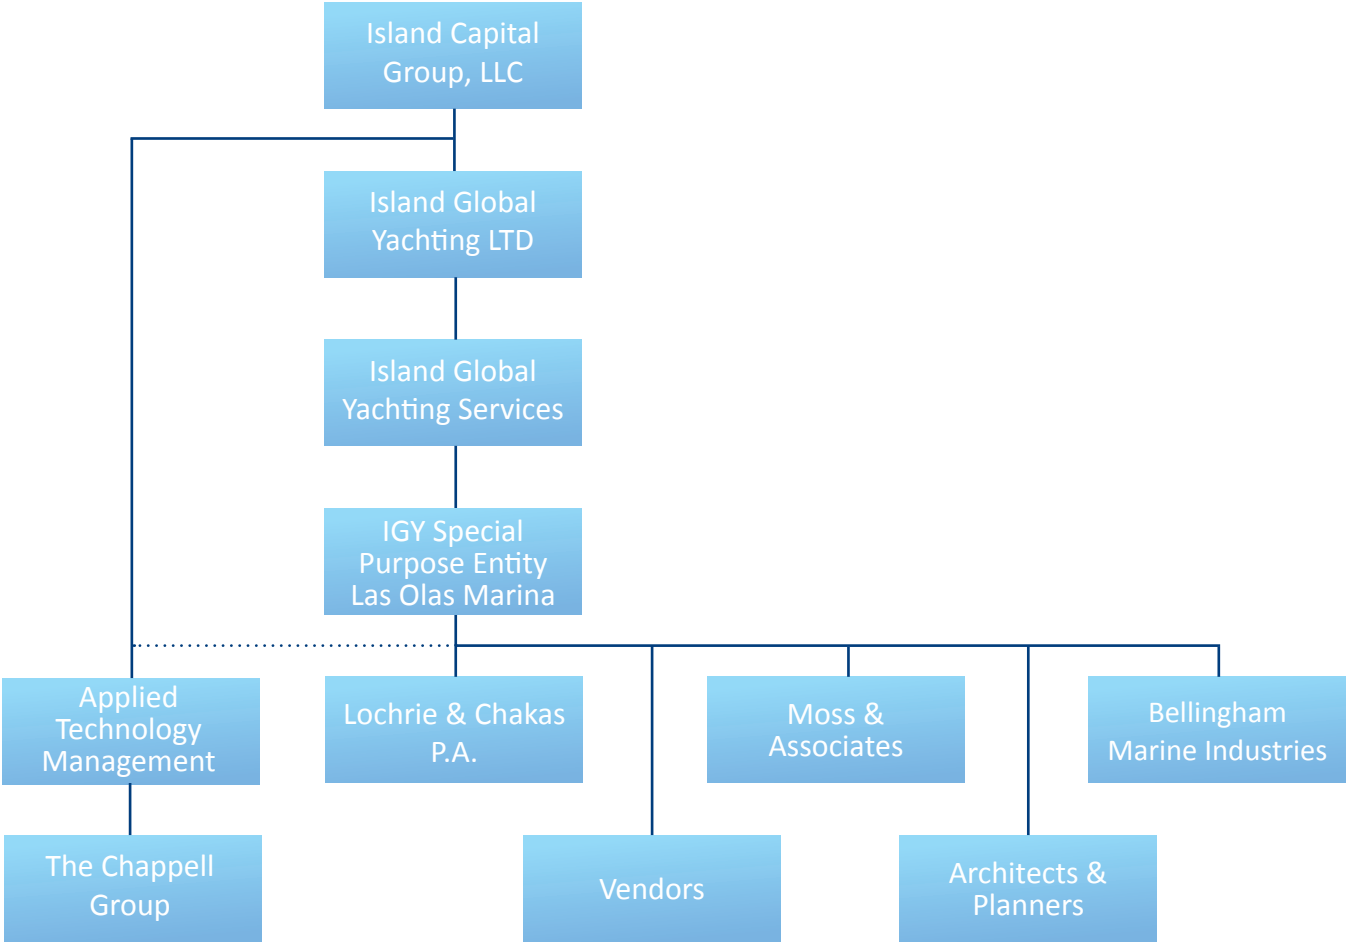 Island Capital
Group, LLC
Island Global
Yachting LTD
Island Global
Yachting Services
IGY Special
Purpose Entity
Las Olas Marina
Applied
Technology
Management
Lochrie & Chakas
P.A.
Moss &
Associates
Bellingham
Marine Industries
The Chappell
Group
Vendors
Architects &
Planners